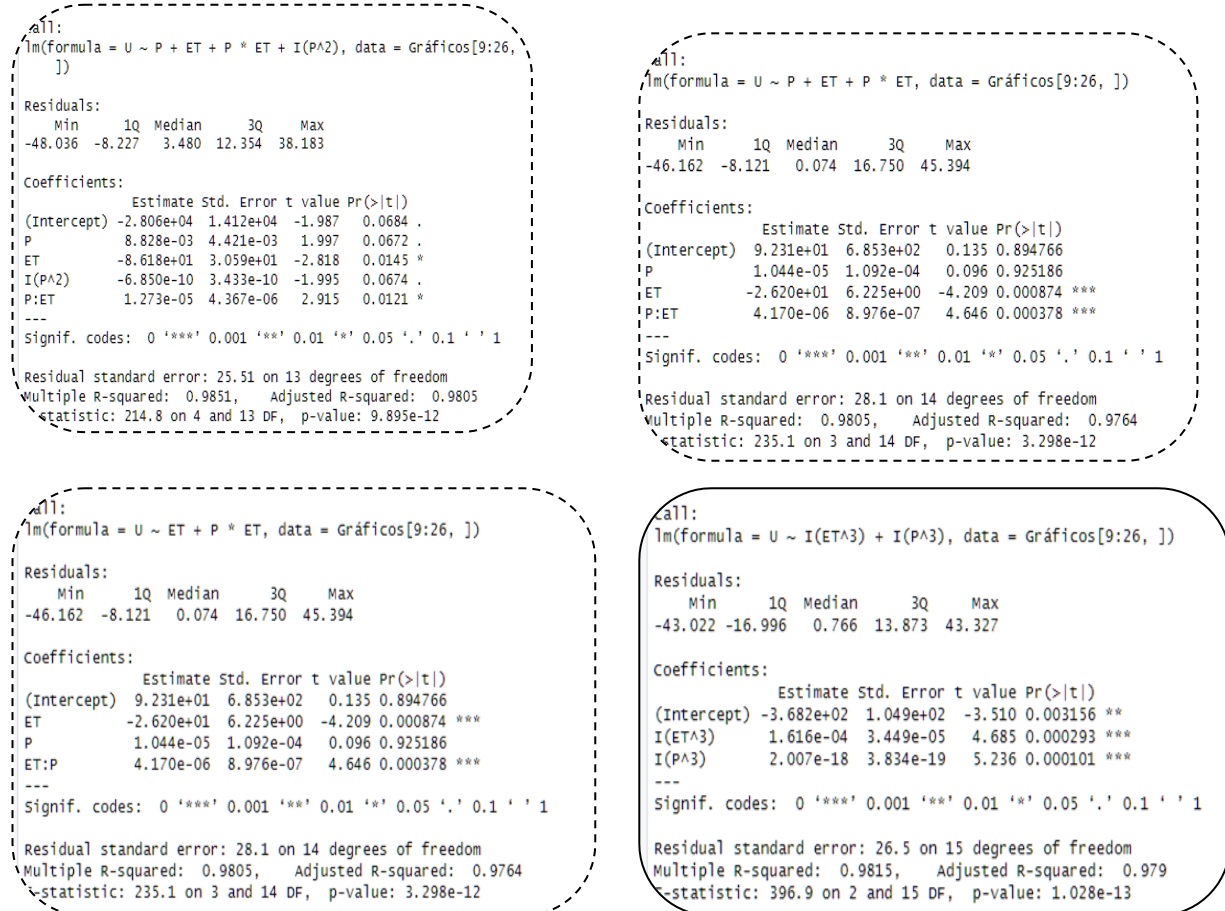 Call:
lm(formula = U ~ P + ET + P * ET + I(P^2), data = Gráficos[9:26,
    ])
Residuals:
    Min      1Q  Median      3Q     Max
-48.036  -8.227   3.480  12.354  38.183
Coefficients:
              Estimate Std. Error t value Pr(>|t|)
(Intercept) -2.806e+04  1.412e+04  -1.987   0.0684 .
P            8.828e-03  4.421e-03   1.997   0.0672 .
ET          -8.618e+01  3.059e+01  -2.818   0.0145 *
I(P^2)      -6.850e-10  3.433e-10  -1.995   0.0674 .
P:ET         1.273e-05  4.367e-06   2.915   0.0121 *
---
Signif. codes:  0 ‘***’ 0.001 ‘**’ 0.01 ‘*’ 0.05 ‘.’ 0.1 ‘ ’ 1
Residual standard error: 25.51 on 13 degrees of freedom
Multiple R-squared:  0.9851,    Adjusted R-squared:  0.9805
-statistic: 214.8 on 4 and 13 DF,  p-value: 9.895e-12
Call:
lm(formula = U ~ P + ET + P * ET, data = Gráficos[9:26, ])
Residuals:
    Min      1Q  Median      3Q     Max
-46.162  -8.121   0.074  16.750  45.394
Coefficients:
              Estimate Std. Error t value Pr(>|t|)
(Intercept)  9.231e+01  6.853e+02   0.135 0.894766
P            1.044e-05  1.092e-04   0.096 0.925186
ET          -2.620e+01  6.225e+00  -4.209 0.000874 ***
P:ET         4.170e-06  8.976e-07   4.646 0.000378 ***
---
Signif. codes:  0 ‘***’ 0.001 ‘**’ 0.01 ‘*’ 0.05 ‘.’ 0.1 ‘ ’ 1
Residual standard error: 28.1 on 14 degrees of freedom
Multiple R-squared:  0.9805,    Adjusted R-squared:  0.9764
-statistic: 235.1 on 3 and 14 DF,  p-value: 3.298e-12
Call:
lm(formula = U ~ ET + P * ET, data = Gráficos[9:26, ])
Residuals:
    Min      1Q  Median      3Q     Max
-46.162  -8.121   0.074  16.750  45.394
Coefficients:
              Estimate Std. Error t value Pr(>|t|)
(Intercept)  9.231e+01  6.853e+02   0.135 0.894766
ET          -2.620e+01  6.225e+00  -4.209 0.000874 ***
P            1.044e-05  1.092e-04   0.096 0.925186
ET:P         4.170e-06  8.976e-07   4.646 0.000378 ***
---
Signif. codes:  0 ‘***’ 0.001 ‘**’ 0.01 ‘*’ 0.05 ‘.’ 0.1 ‘ ’ 1
Residual standard error: 28.1 on 14 degrees of freedom
Multiple R-squared:  0.9805,    Adjusted R-squared:  0.9764
F-statistic: 235.1 on 3 and 14 DF,  p-value: 3.298e-12
Call:
lm(formula = U ~ I(ET^3) + I(P^3), data = Gráficos[9:26, ])
Residuals:
    Min      1Q  Median      3Q     Max
-43.022 -16.996   0.766  13.873  43.327
Coefficients:
              Estimate Std. Error t value Pr(>|t|)
(Intercept) -3.682e+02  1.049e+02  -3.510 0.003156 **
I(ET^3)      1.616e-04  3.449e-05   4.685 0.000293 ***
I(P^3)       2.007e-18  3.834e-19   5.236 0.000101 ***
---
Signif. codes:  0 ‘***’ 0.001 ‘**’ 0.01 ‘*’ 0.05 ‘.’ 0.1 ‘ ’ 1
Residual standard error: 26.5 on 15 degrees of freedom
Multiple R-squared:  0.9815,    Adjusted R-squared:  0.979
F-statistic: 396.9 on 2 and 15 DF,  p-value: 1.028e-13